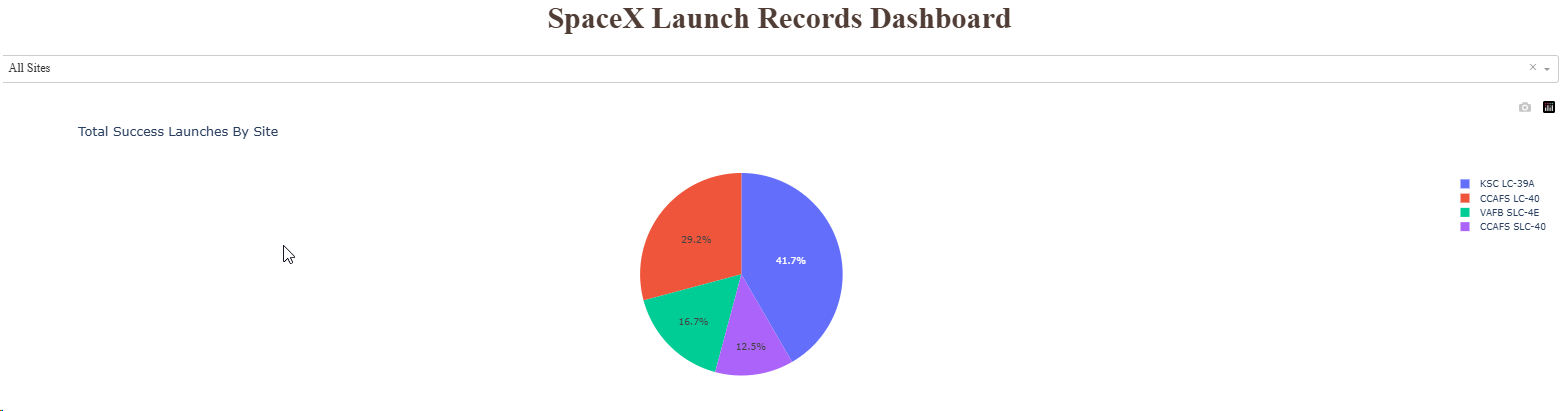 SpaceX Launch Records Dashboard
All Sites
Total Success Launches By Site
KSC LC-39A
CCAFS LC-40
VAFB SLC-4E
CCAFS SLC-40
29.2%
41.7%
16.7%
12.5%